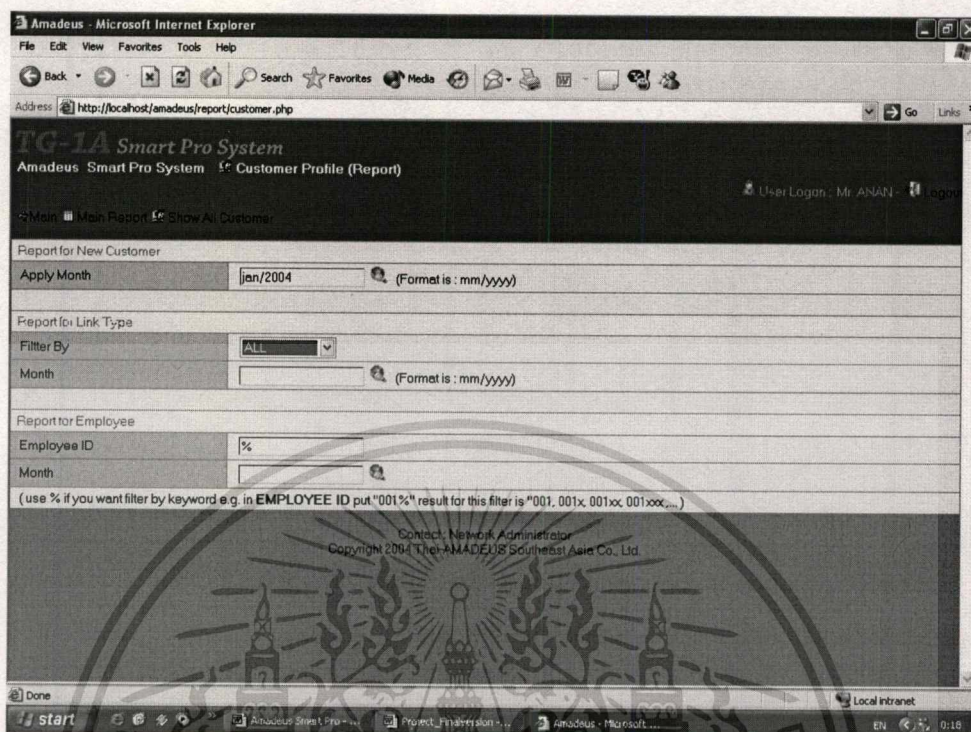 Amadeus - Microsoft Internet Explorer
File Edit View Favorites Tools Help
Back Search Favorites Media
Address http://localhost/amadeus/report/customer.php Go Links
TG-1A Smart Pro System
Amadeus Smart Pro System Customer Profile (Report)
User Logon : Mr. ANAN - Logout
Main Main Report Show All Customer
Report for New Customer
Apply Month jan/2004 (Format is : mm/yyyy)
Report for Link Type
Filtter By ALL
Month (Format is : mm/yyyy)
Report for Employee
Employee ID %
Month
( use % if you want filter by keyword e.g. in EMPLOYEE ID put "001%" result for this filter is "001, 001x, 001xx, 001xxx,... )
Contact : Network Administrator
Copyright 2004 Thai-AMADEUS Southeast Asia Co., Ltd.
Done Local intranet
start Amadeus Smart Pro - ... Project_Finalversion -... Amadeus - Microsoft ... EN 0:18